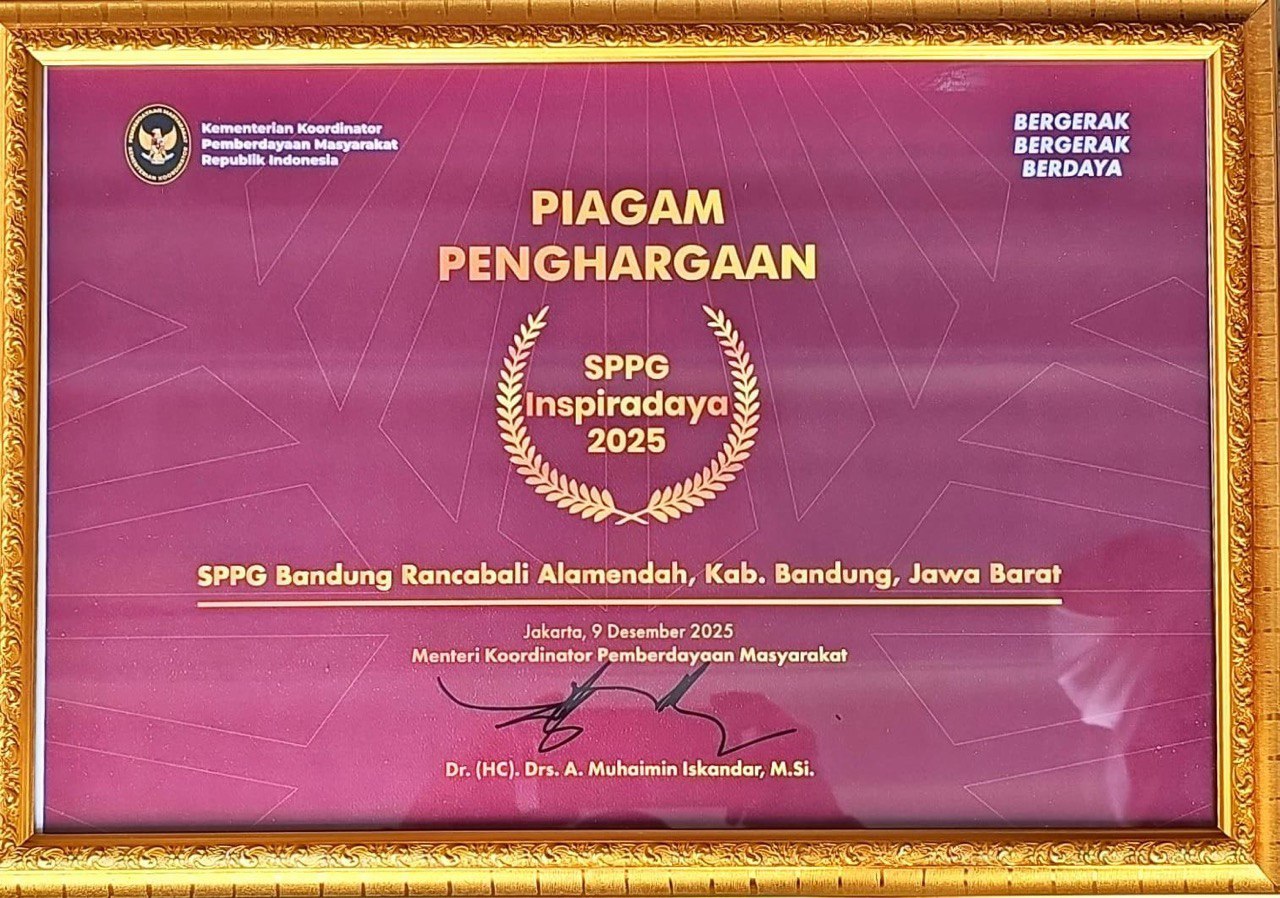 Kementerian Koordinator
Pemberdayaan Masyarakat
Republik Indonesia
BERGERAK
BERGERAK
BERDAYA
PIAGAM
PENGHARGAAN
SPPG
Inspiradaya
2025
SPPG Bandung Rancabali Alamendah, Kab. Bandung, Jawa Barat
Jakarta, 9 Desember 2025
Menteri Koordinator Pemberdayaan Masyarakat
Dr. (HC). Drs. A. Muhaimin Iskandar, M.Si.